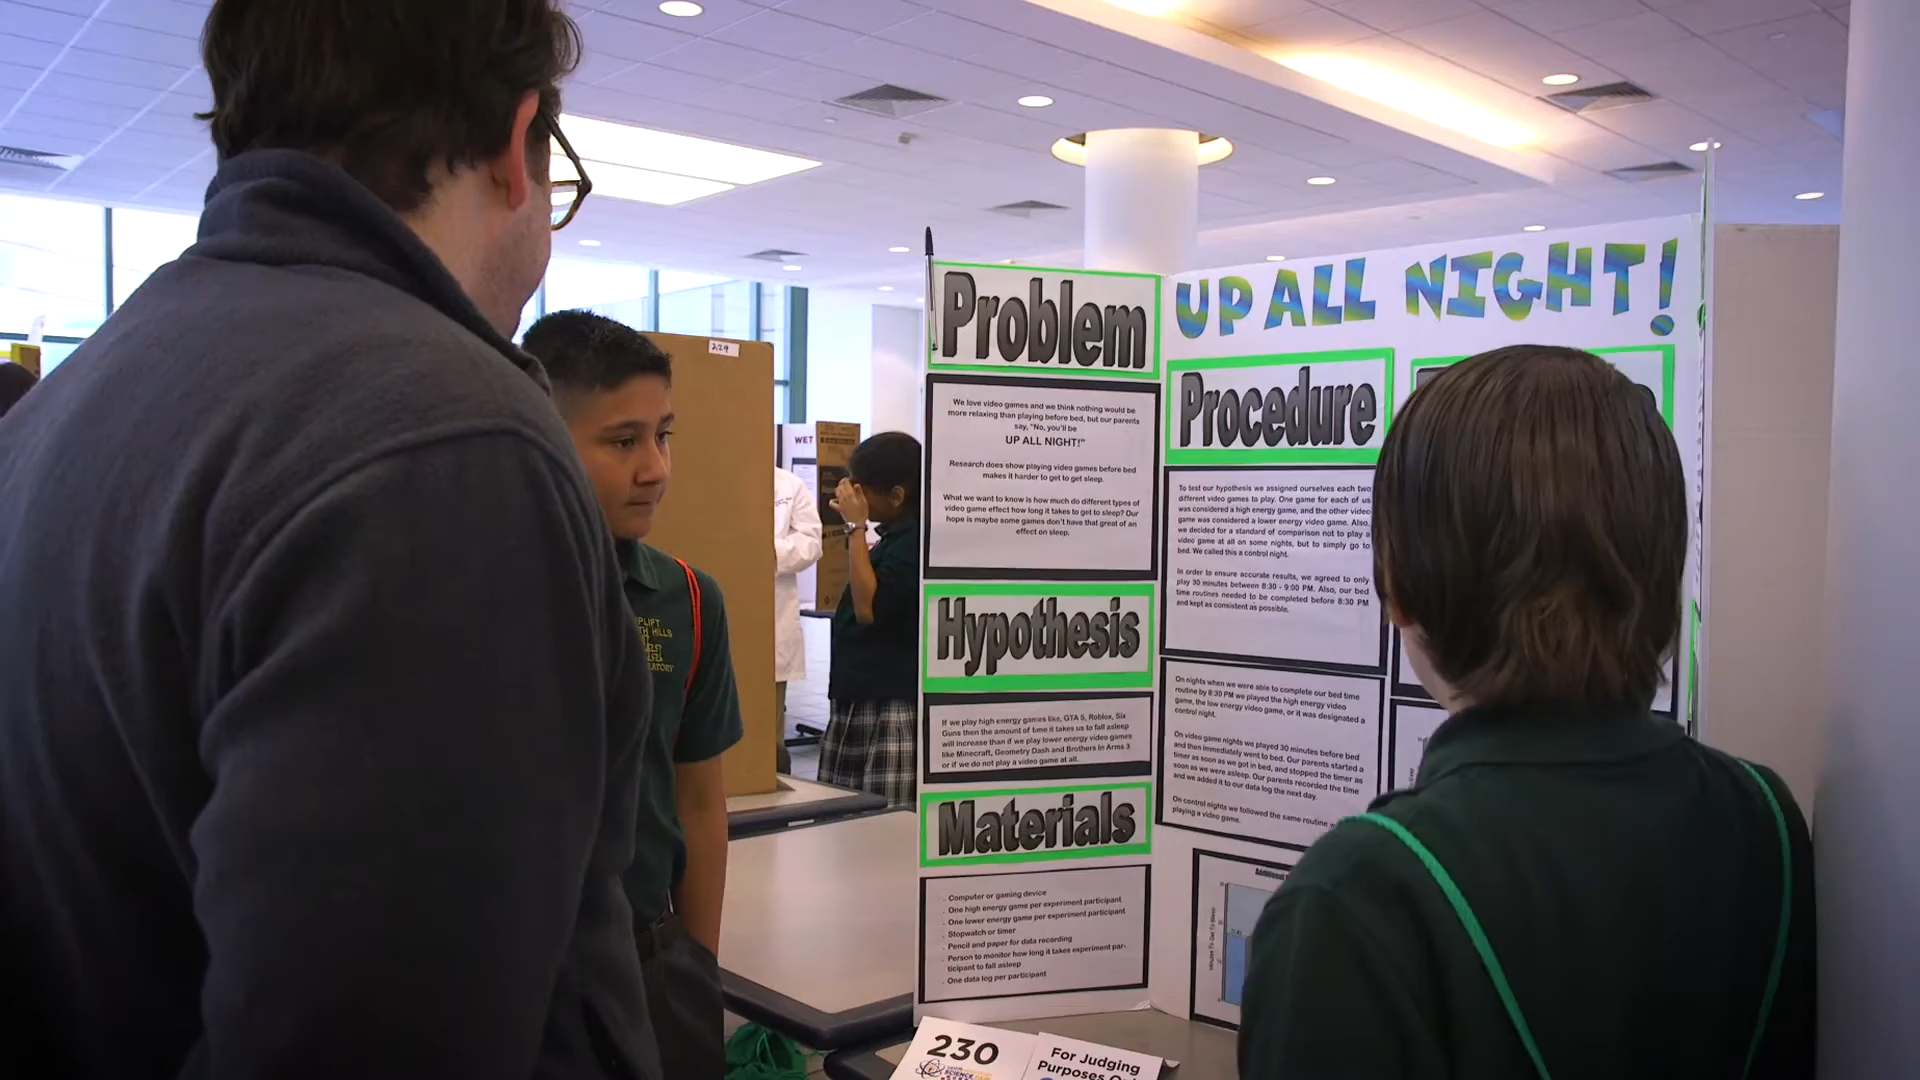 UP ALL NIGHT!
Problem
We love video games and we think nothing would be
more relaxing than playing before bed, but our parents
say, "No, you'll be
UP ALL NIGHT!"
Research does show playing video games before bed
makes it harder to get to get sleep.
What we want to know is how much do different types of
video game effect how long it takes to get to sleep? Our
hope is maybe some games don't have that great of an
effect on sleep.
Hypothesis
If we play high energy games like, GTA 5, Roblox, Six
Guns then the amount of time it takes us to fall asleep
will increase than if we play lower energy video games
like Minecraft, Geometry Dash and Brothers In Arms 3
or if we do not play a video game at all.
Materials
Computer or gaming device
One high energy game per experiment participant
One lower energy game per experiment participant
Stopwatch or timer
Pencil and paper for data recording
Person to monitor how long it takes experiment par-
ticipant to fall asleep
One data log per participant
Procedure
To test our hypothesis we assigned ourselves each two
different video games to play. One game for each of us
was considered a high energy game, and the other video
game was considered a lower energy video game. Also,
we decided for a standard of comparison not to play a
video game at all on some nights, but to simply go to
bed. We called this a control night.
In order to ensure accurate results, we agreed to only
play 30 minutes between 8:30 - 9:00 PM. Also, our bed
time routines needed to be completed before 8:30 PM
and kept as consistent as possible.
On nights when we were able to complete our bed time
routine by 8:30 PM we played the high energy video
game, the low energy video game, or it was designated a
control night.
On video game nights we played 30 minutes before bed
and then immediately went to bed. Our parents started a
timer as soon as we got in bed, and stopped the timer as
soon as we were asleep. Our parents recorded the time
and we added it to our data log the next day.
On control nights we followed the same routine
playing a video game.
Additional
Minutes To Get To Sleep
229
WET
HILLS
230
SCIENCE FAIR
For Judging
Purposes